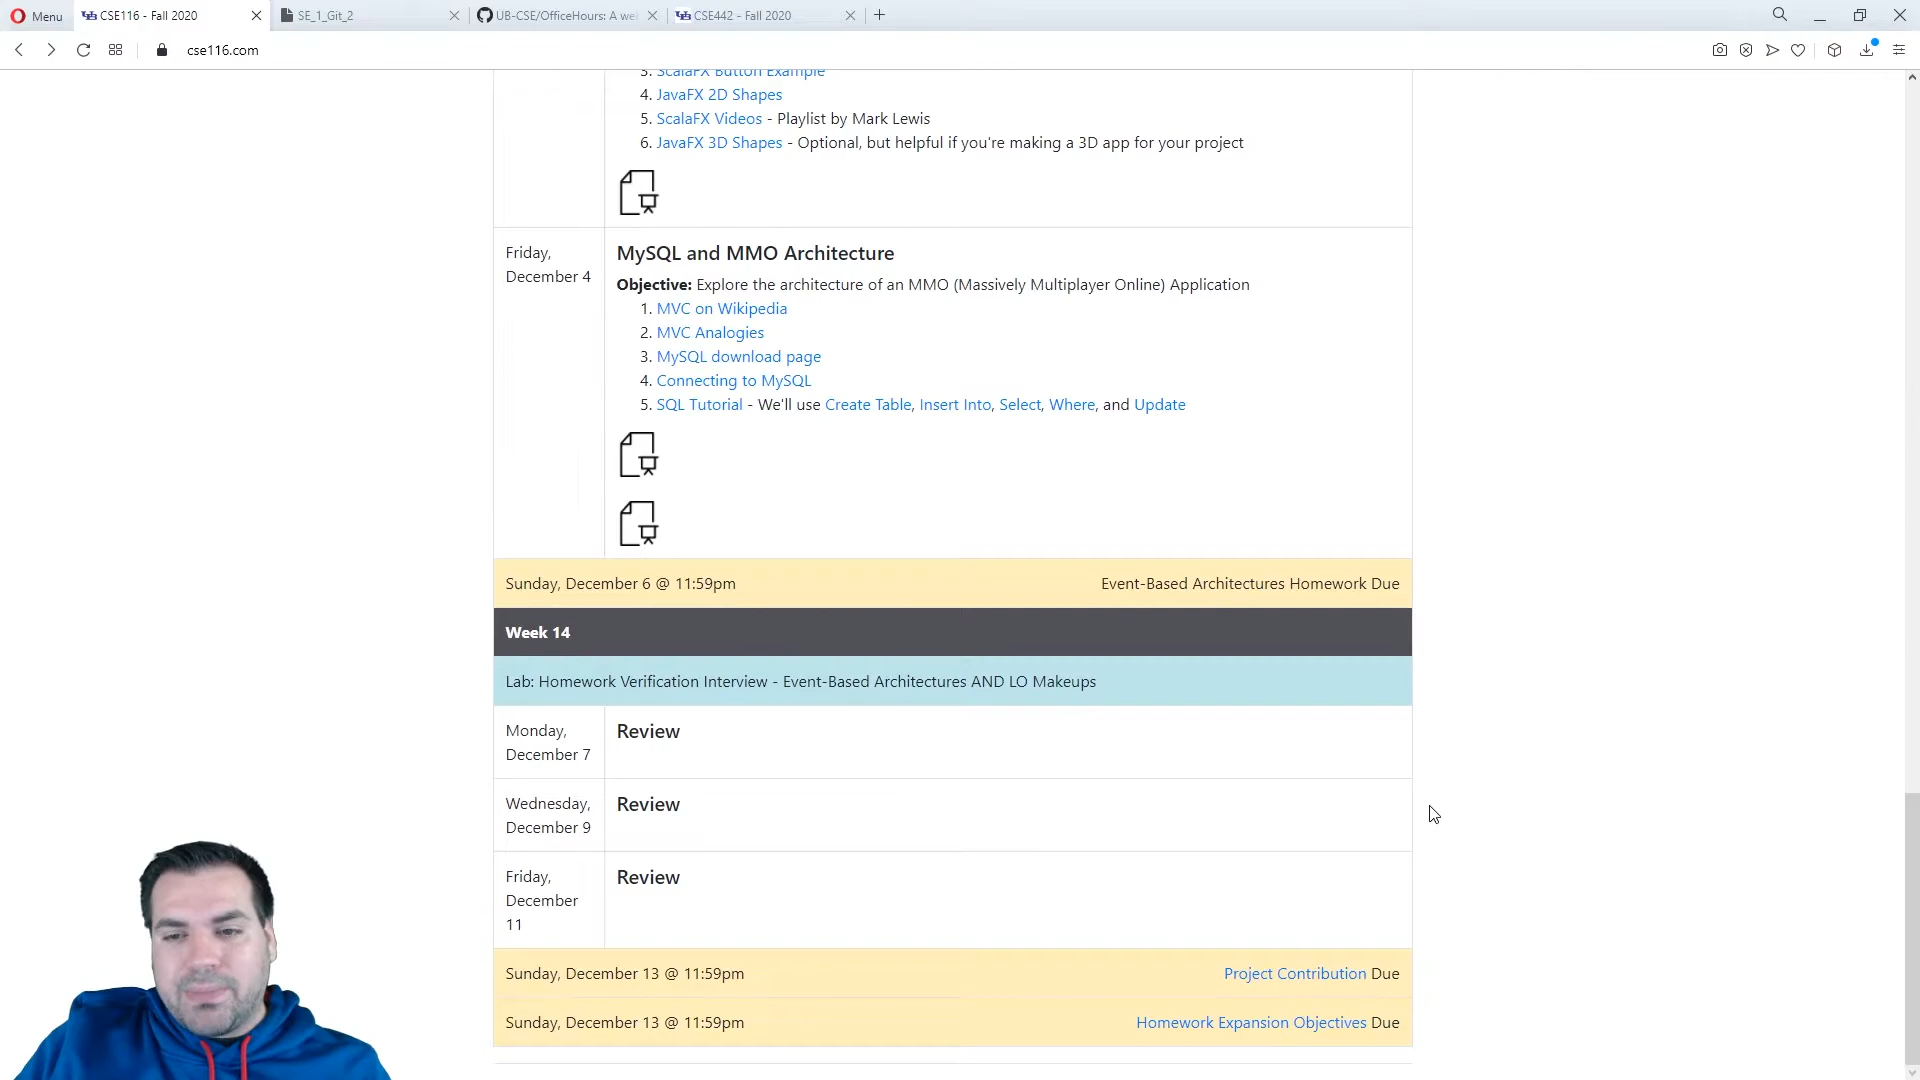 Menu
CSE116 - Fall 2020
SE_1_Git_2
UB-CSE/OfficeHours: A we
CSE442 - Fall 2020
cse116.com
3. ScalaFX Button Example
4. JavaFX 2D Shapes
5. ScalaFX Videos - Playlist by Mark Lewis
6. JavaFX 3D Shapes - Optional, but helpful if you're making a 3D app for your project
Friday,
December 4
MySQL and MMO Architecture
Objective: Explore the architecture of an MMO (Massively Multiplayer Online) Application
1. MVC on Wikipedia
2. MVC Analogies
3. MySQL download page
4. Connecting to MySQL
5. SQL Tutorial - We'll use Create Table, Insert Into, Select, Where, and Update
Sunday, December 6 @ 11:59pm
Event-Based Architectures Homework Due
Week 14
Lab: Homework Verification Interview - Event-Based Architectures AND LO Makeups
Monday,
December 7
Review
Wednesday,
December 9
Review
Friday,
December
11
Review
Sunday, December 13 @ 11:59pm
Project Contribution Due
Sunday, December 13 @ 11:59pm
Homework Expansion Objectives Due